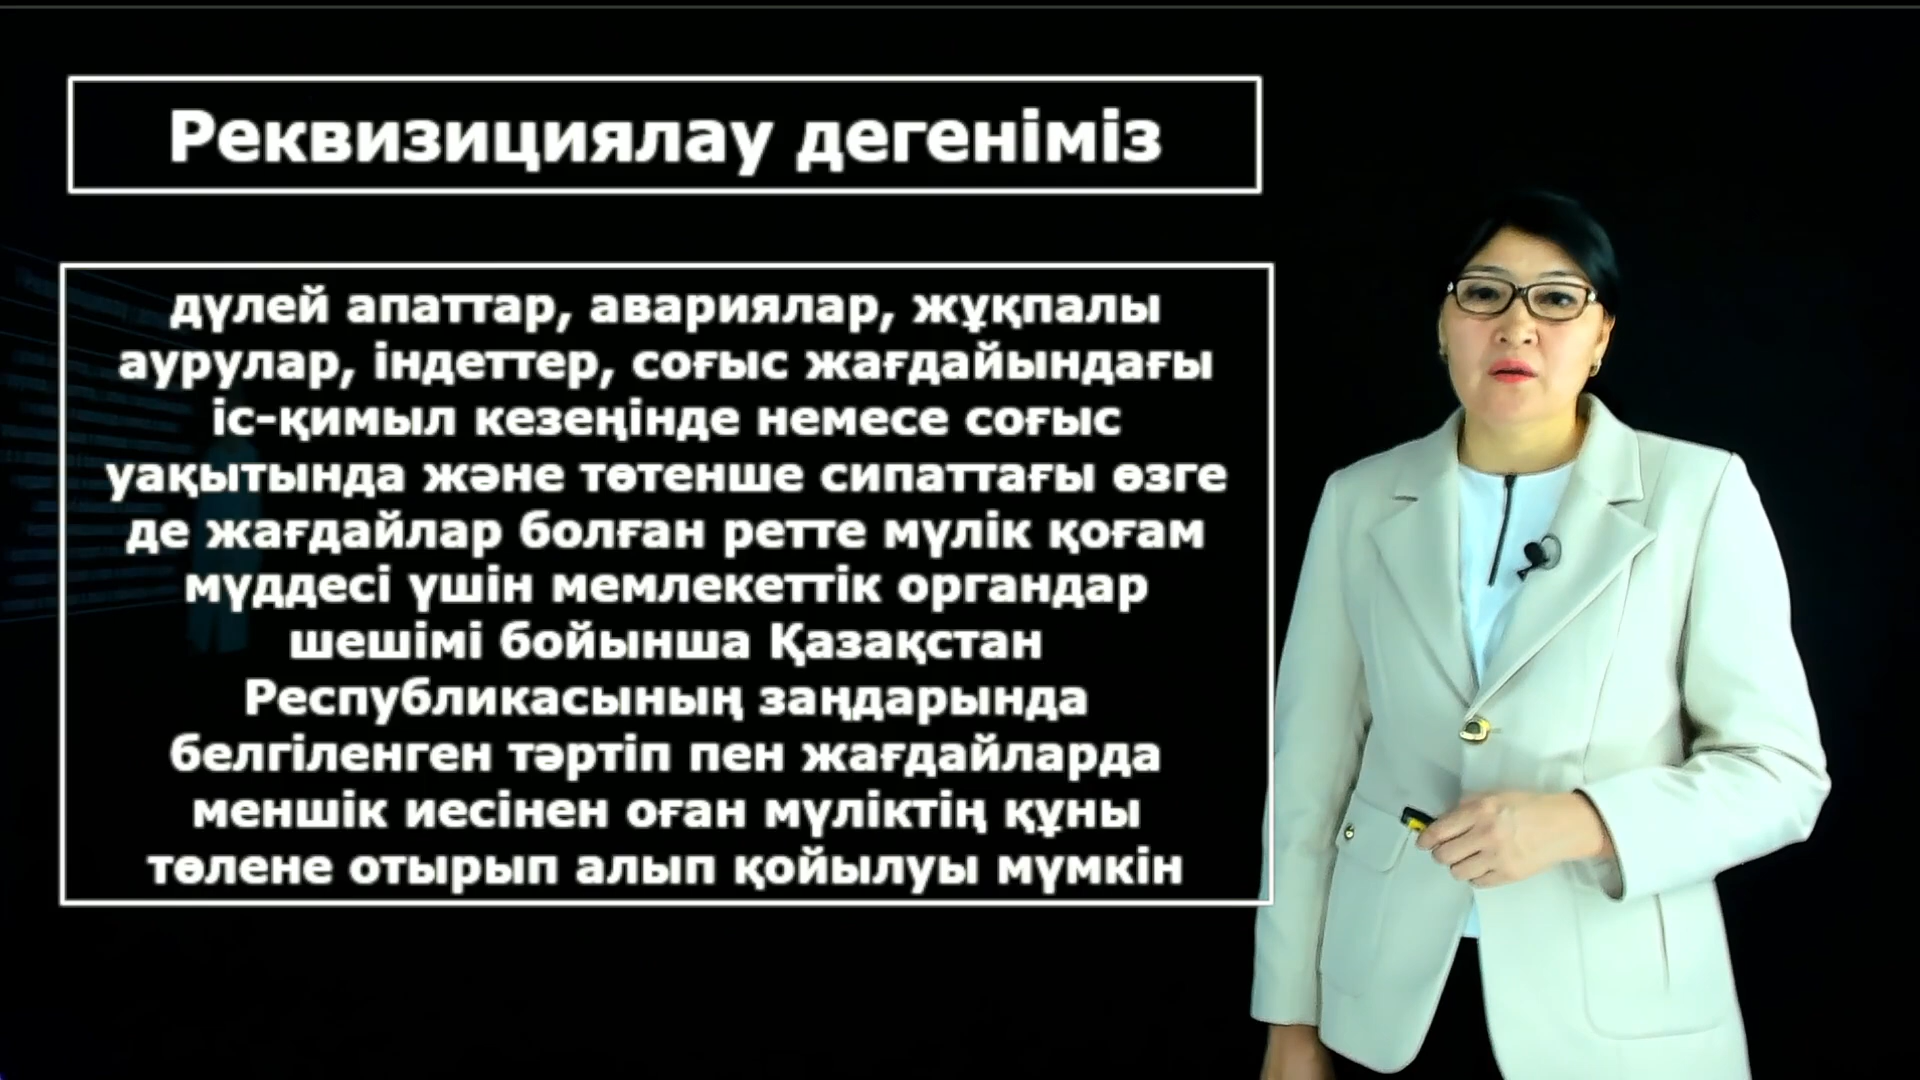 Реквизициялау дегеніміз
дүлей апаттар, авариялар, жұқпалы
аурулар, індеттер, соғыс жағдайындағы
іс-қимыл кезеңінде немесе соғыс
уақытында және төтенше сипаттағы өзге
де жағдайлар болған ретте мүлік қоғам
мүддесі үшін мемлекеттік органдар
шешімі бойынша Қазақстан
Республикасының заңдарында
белгіленген тәртіп пен жағдайларда
меншік иесінен оған мүліктің құны
төлене отырып алып қойылуы мүмкін